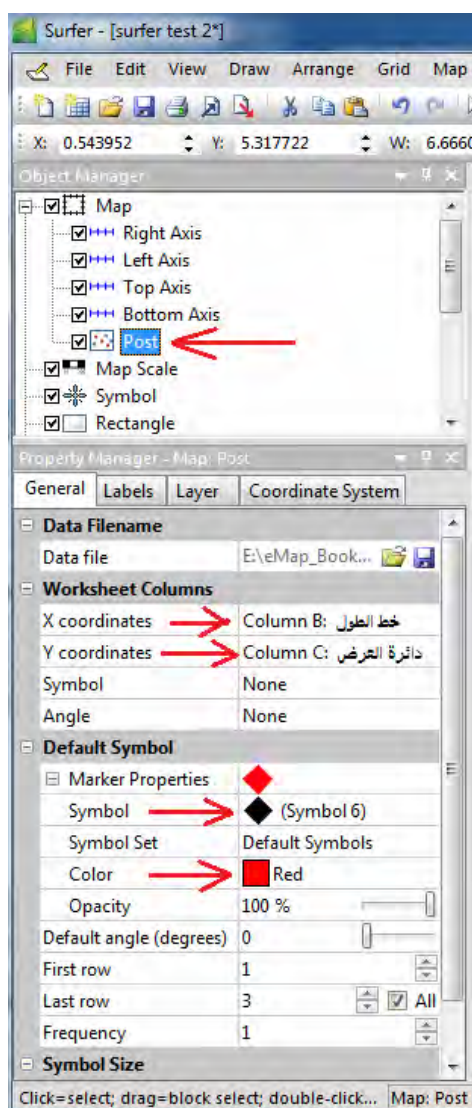 Surfer - [surfer test 2*]
File Edit View Draw Arrange Grid Map
X: 0.543952 Y: 5.317722 W: 6.6660
Object Manager
Map
Right Axis
Left Axis
Top Axis
Bottom Axis
Post
Map Scale
Symbol
Rectangle
Property Manager - Map: Post
General Labels Layer Coordinate System
Data Filename
Data file E:\eMap_Book...
Worksheet Columns
X coordinates Column B: خط الطول
Y coordinates Column C: دائرة العرض
Symbol None
Angle None
Default Symbol
Marker Properties
Symbol (Symbol 6)
Symbol Set Default Symbols
Color Red
Opacity 100 %
Default angle (degrees) 0
First row 1
Last row 3 All
Frequency 1
Symbol Size
Click=select; drag=block select; double-click... Map: Post